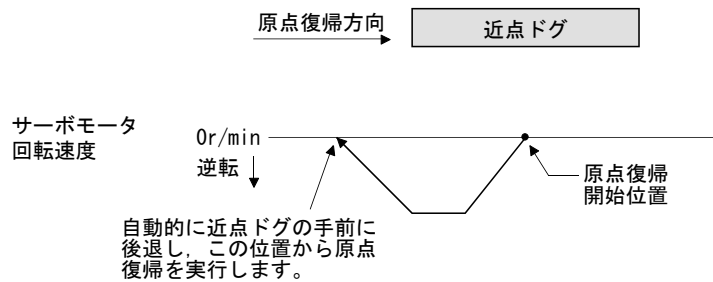 原点復帰方向
近点ドグ
サーボモータ
回転速度
0r/min
逆転
原点復帰
開始位置
自動的に近点ドグの手前に
後退し，この位置から原点
復帰を実行します。